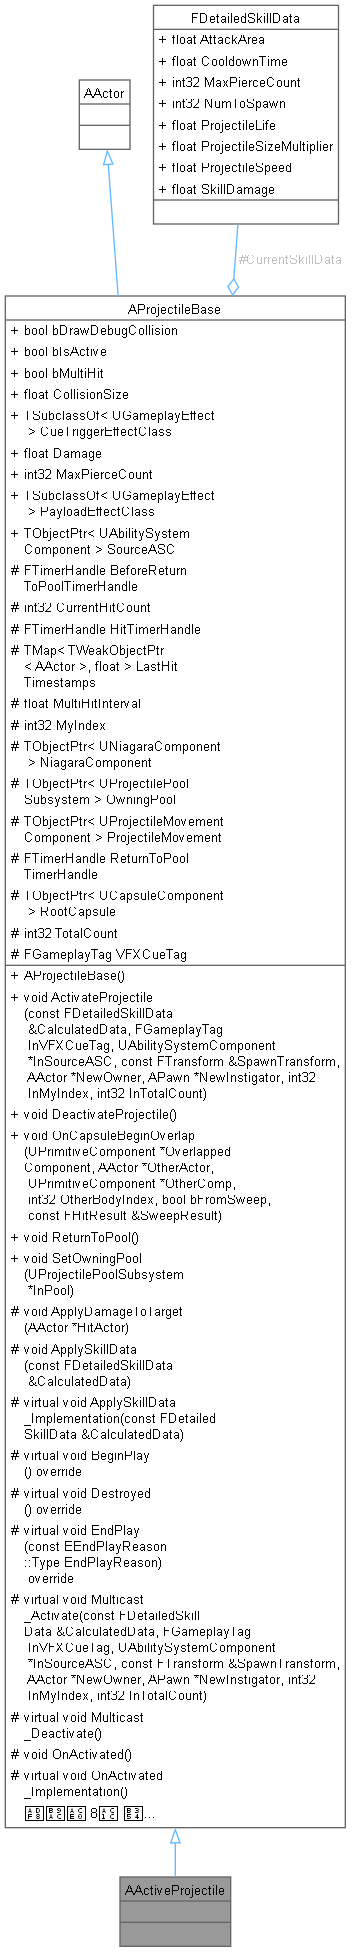 FDetailedSkillData
+ float AttackArea
+ float CooldownTime
+ int32 MaxPierceCount
+ int32 NumToSpawn
+ float ProjectileLife
+ float ProjectileSizeMultiplier
+ float ProjectileSpeed
+ float SkillDamage
AActor
#CurrentSkillData
AProjectileBase
+ bool bDrawDebugCollision
+ bool bIsActive
+ bool bMultiHit
+ float CollisionSize
+ TSubclassOf< UGameplayEffect
> CueTriggerEffectClass
+ float Damage
+ int32 MaxPierceCount
+ TSubclassOf< UGameplayEffect
> PayloadEffectClass
+ TObjectPtr< UAbilitySystem
Component > SourceASC
# FTimerHandle BeforeReturn
ToPoolTimerHandle
# int32 CurrentHitCount
# FTimerHandle HitTimerHandle
# TMap< TWeakObjectPtr
< AActor >, float > LastHit
Timestamps
# float MultiHitInterval
# int32 MyIndex
# TObjectPtr< UNiagaraComponent
> NiagaraComponent
# TObjectPtr< UProjectilePool
Subsystem > OwningPool
# TObjectPtr< UProjectileMovement
Component > ProjectileMovement
# FTimerHandle ReturnToPool
TimerHandle
# TObjectPtr< UCapsuleComponent
> RootCapsule
# int32 TotalCount
# FGameplayTag VFXCueTag
+ AProjectileBase()
+ void ActivateProjectile
(const FDetailedSkillData
&CalculatedData, FGameplayTag
InVFXCueTag, UAbilitySystemComponent
*InSourceASC, const FTransform &SpawnTransform,
AActor *NewOwner, APawn *NewInstigator, int32
InMyIndex, int32 InTotalCount)
+ void DeactivateProjectile()
+ void OnCapsuleBeginOverlap
(UPrimitiveComponent *Overlapped
Component, AActor *OtherActor,
UPrimitiveComponent *OtherComp,
int32 OtherBodyIndex, bool bFromSweep,
const FHitResult &SweepResult)
+ void ReturnToPool()
+ void SetOwningPool
(UProjectilePoolSubsystem
*InPool)
# void ApplyDamageToTarget
(AActor *HitActor)
# void ApplySkillData
(const FDetailedSkillData
&CalculatedData)
# virtual void ApplySkillData
_Implementation(const FDetailed
SkillData &CalculatedData)
# virtual void BeginPlay
() override
# virtual void Destroyed
() override
# virtual void EndPlay
(const EEndPlayReason
::Type EndPlayReason)
override
# virtual void Multicast
_Activate(const FDetailedSkill
Data &CalculatedData, FGameplayTag
InVFXCueTag, UAbilitySystemComponent
*InSourceASC, const FTransform &SpawnTransform,
AActor *NewOwner, APawn *NewInstigator, int32
InMyIndex, int32 InTotalCount)
# virtual void Multicast
_Deactivate()
# void OnActivated()
# virtual void OnActivated
_Implementation()
8
...
AActiveProjectile